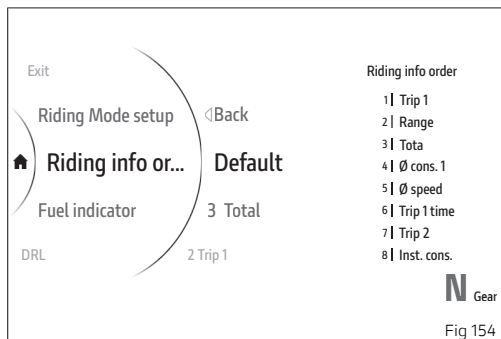 Exit
Riding Mode setup
Riding info or...
Fuel indicator
DRL
Back
Default
3 Total
2 Trip 1
Riding info order
1 Trip 1
2 Range
3 Tota
4 Ø cons. 1
5 Ø speed
6 Trip 1 time
7 Trip 2
8 Inst. cons.
N Gear
Fig 154